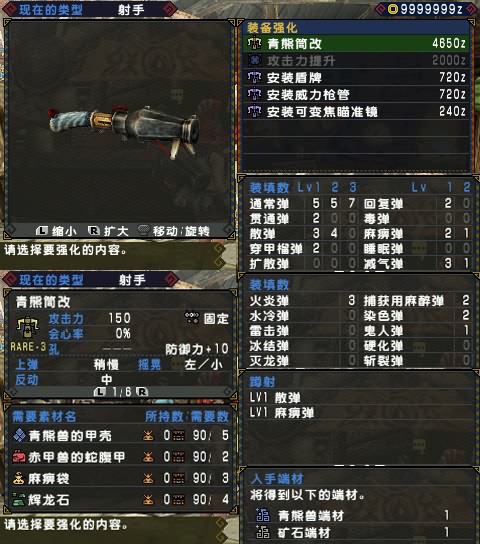 现在的类型 射手
9999999z
装备强化
青熊筒改 4650z
攻击力提升 2000z
安装盾牌 720z
安装威力枪管 720z
安装可变焦瞄准镜 240z
L 缩小 R 扩大 移动/旋转
请选择要强化的内容。
装填数 Lv1 2 3 Lv 1 2
通常弹 5 5 7 回复弹 2 0
贯通弹 2 0 0 毒弹 0 0
散弹 3 4 0 麻痹弹 2 1
穿甲榴弹 2 0 0 睡眠弹 0 0
扩散弹 0 0 0 减气弹 3 1
现在的类型 射手
青熊筒改
攻击力 150 固定
会心率 0%
RARE-3 孔 --- 防御力+10
上弹 稍慢 摇晃 左/小
反动 中
L 1/6 R
需要素材名 所持数 需要数
青熊兽的甲壳 0 90/ 5
赤甲兽的蛇腹甲 0 90/ 2
麻痹袋 0 90/ 3
辉龙石 0 90/ 4
请选择要强化的内容。
装填数
火炎弹 3 捕获用麻醉弹 2
水冷弹 0 染色弹 2
雷击弹 0 鬼人弹 1
冰结弹 0 硬化弹 0
灭龙弹 0 斩裂弹 0
蹲射
LV1 散弹
LV1 麻痹弹
入手端材
将得到以下的端材。
青熊兽端材 1
矿石端材 1